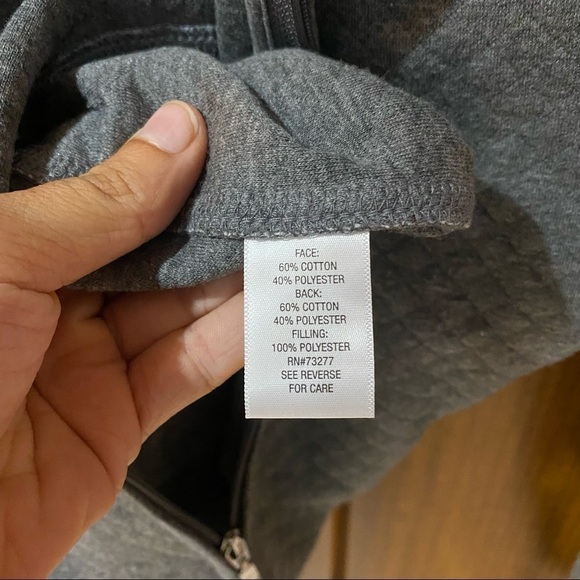 FACE:
60% COTTON
40% POLYESTER
BACK:
60% COTTON
40% POLYESTER
FILLING:
100% POLYESTER
RN#73277
SEE REVERSE
FOR CARE